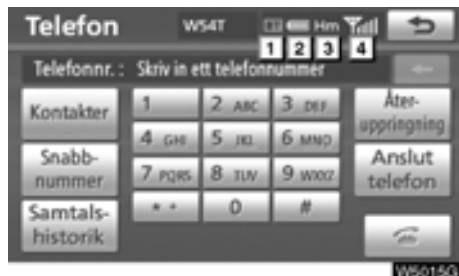 Telefon W54T Hm
1 2 3 4
Telefonnr. : Skriv in ett telefonnummer
Kontakter 1 2 ABC 3 DEF Åter-uppringning
4 GHI 5 JKL 6 MNO
Snabb-nummer 7 PQRS 8 TUV 9 WXYZ Anslut telefon
Samtals-historik * + 0 #
W5015Q